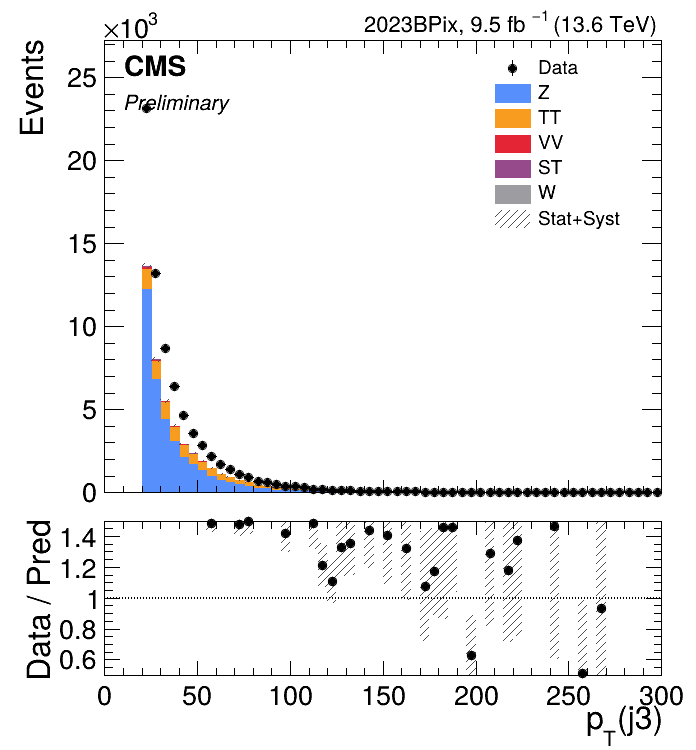 ×10³
2023BPix, 9.5 fb ⁻¹ (13.6 TeV)
CMS
Preliminary
Events
25
20
15
10
5
0
Data
Z
TT
VV
ST
W
Stat+Syst
Data / Pred
1.4
1.2
1
0.8
0.6
0 50 100 150 200 250 300
p_T(j3)